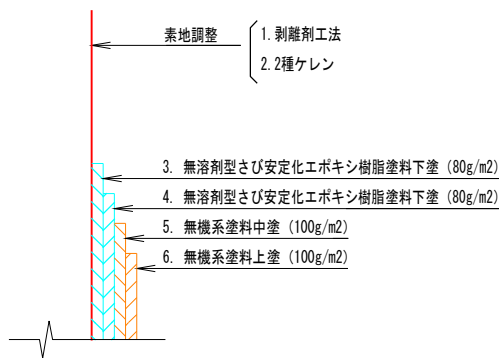 素地調整
1. 剥離剤工法
2. 2種ケレン
3. 無溶剤型さび安定化エポキシ樹脂塗料下塗 (80g/m2)
4. 無溶剤型さび安定化エポキシ樹脂塗料下塗 (80g/m2)
5. 無機系塗料中塗 (100g/m2)
6. 無機系塗料上塗 (100g/m2)